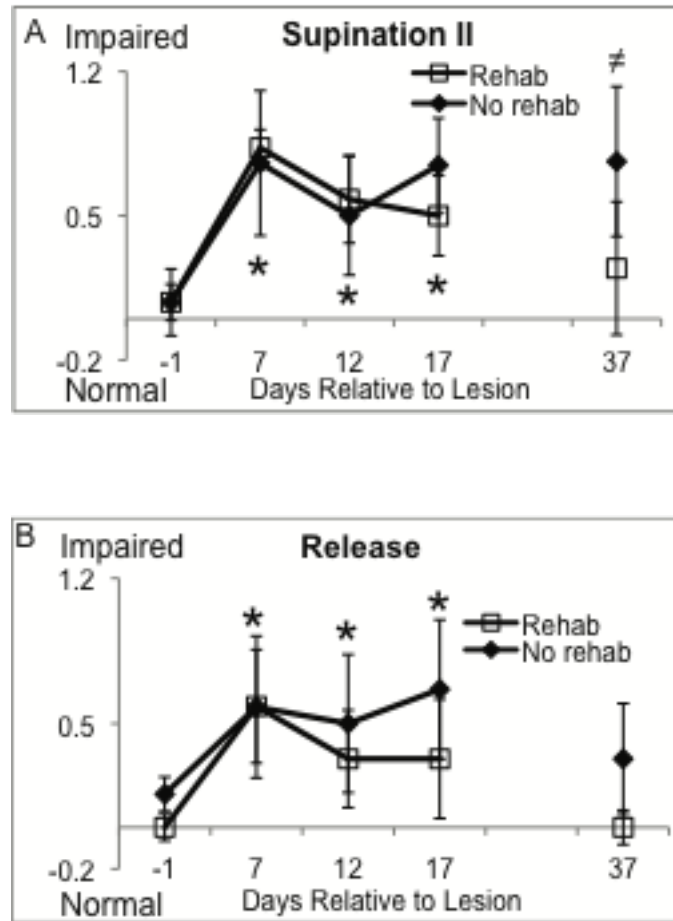 A Impaired Supination II
1.2
Rehab
No rehab
≠
0.5
*
*
*
-0.2
-1 7 12 17 37
Normal Days Relative to Lesion
B Impaired Release
1.2
*
*
*
Rehab
No rehab
0.5
-0.2
-1 7 12 17 37
Normal Days Relative to Lesion